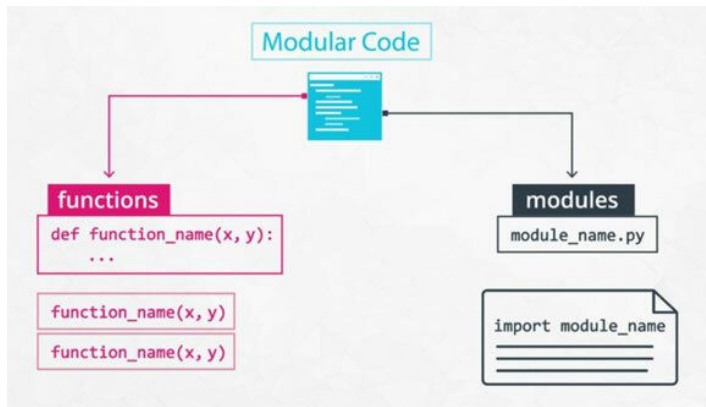 Modular Code
functions
def function_name(x, y):
...
function_name(x, y)
function_name(x, y)
modules
module_name.py
import module_name